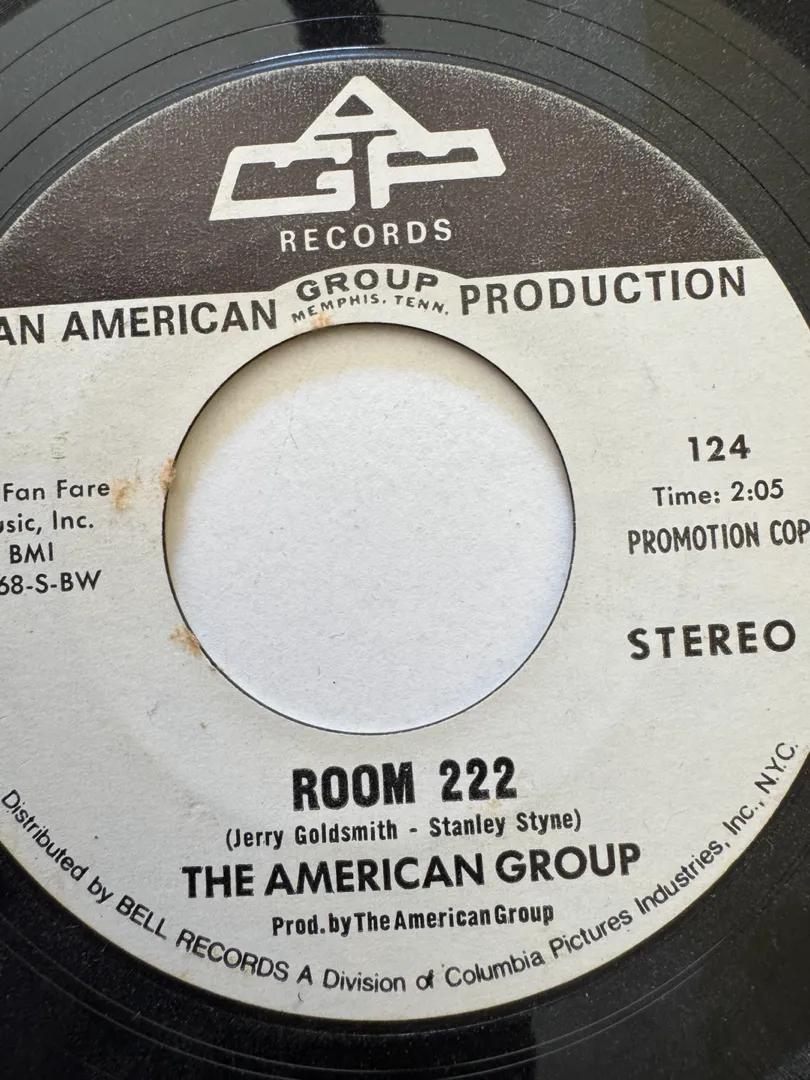 AGP
RECORDS
AN AMERICAN GROUP PRODUCTION
MEMPHIS, TENN.
Fan Fare
usic, Inc.
BMI
68-S-BW
124
Time: 2:05
PROMOTION COP
STEREO
ROOM 222
(Jerry Goldsmith - Stanley Styne)
THE AMERICAN GROUP
Prod. by The American Group
Distributed by BELL RECORDS A Division of Columbia Pictures Industries, Inc., N.Y.C.